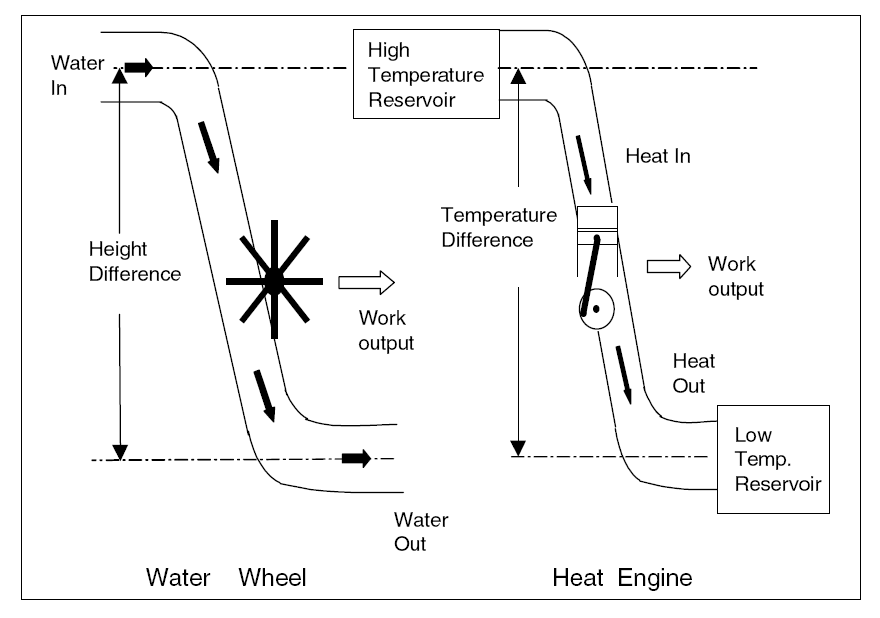 Water
In
Height
Difference
Work
output
Water
Out
Water Wheel
High
Temperature
Reservoir
Heat In
Temperature
Difference
Work
output
Heat
Out
Low
Temp.
Reservoir
Heat Engine